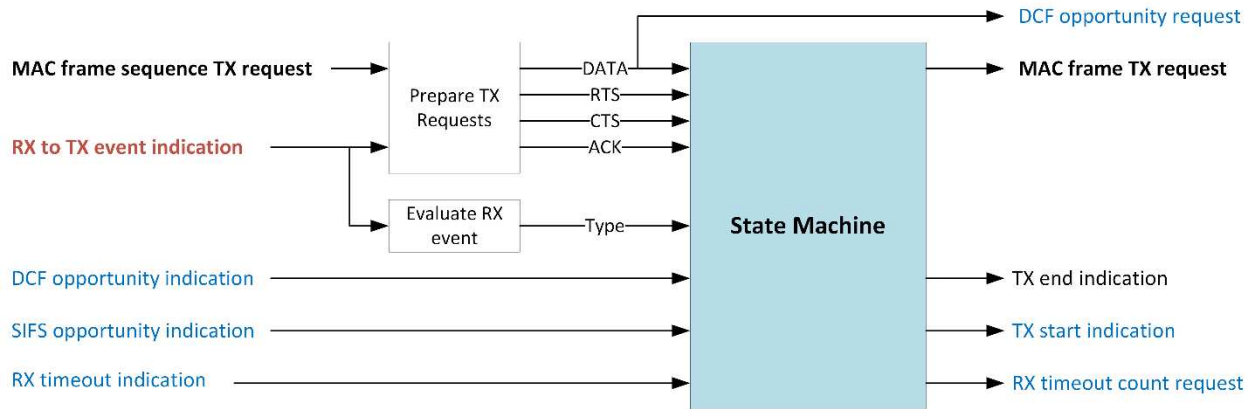 DCF opportunity request
MAC frame sequence TX request
DATA
MAC frame TX request
Prepare TX
Requests
RTS
CTS
RX to TX event indication
ACK
Evaluate RX
event
Type
State Machine
DCF opportunity indication
TX end indication
SIFS opportunity indication
TX start indication
RX timeout indication
RX timeout count request